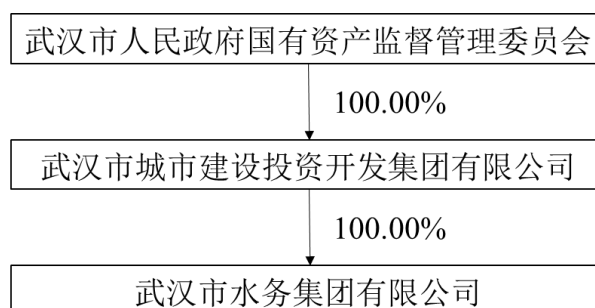 武汉市人民政府国有资产监督管理委员会
100.00%
武汉市城市建设投资开发集团有限公司
100.00%
武汉市水务集团有限公司